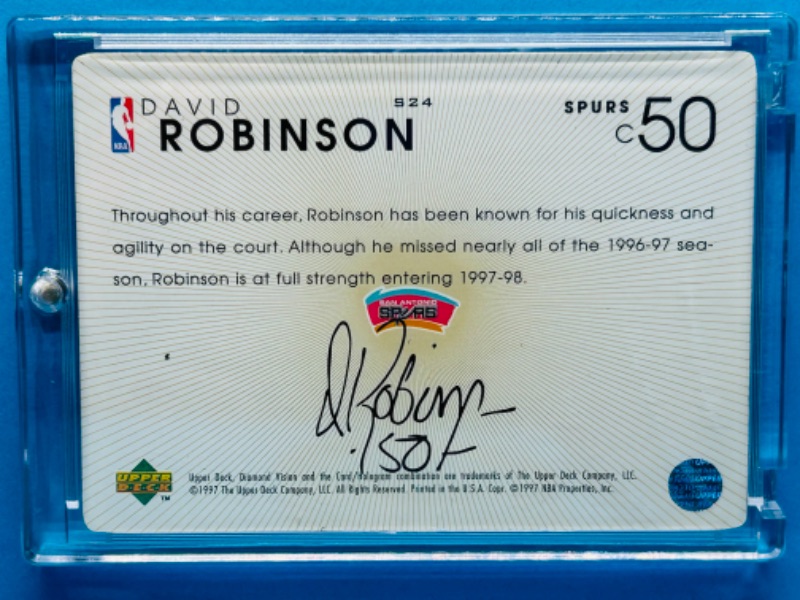 DAVID
S24
SPURS
ROBINSON
C50
NBA
Throughout his career, Robinson has been known for his quickness and
agility on the court. Although he missed nearly all of the 1996-97 sea-
son, Robinson is at full strength entering 1997-98.
SAN ANTONIO
SPURS
D Robinson
50
UPPER
DECK
TM
Upper Deck, Diamond Vision and the Card/Hologram combination are trademarks of The Upper Deck Company, LLC.
©1997 The Upper Deck Company, LLC. All Rights Reserved. Printed in the U.S.A. Copr. ©1997 NBA Properties, Inc.